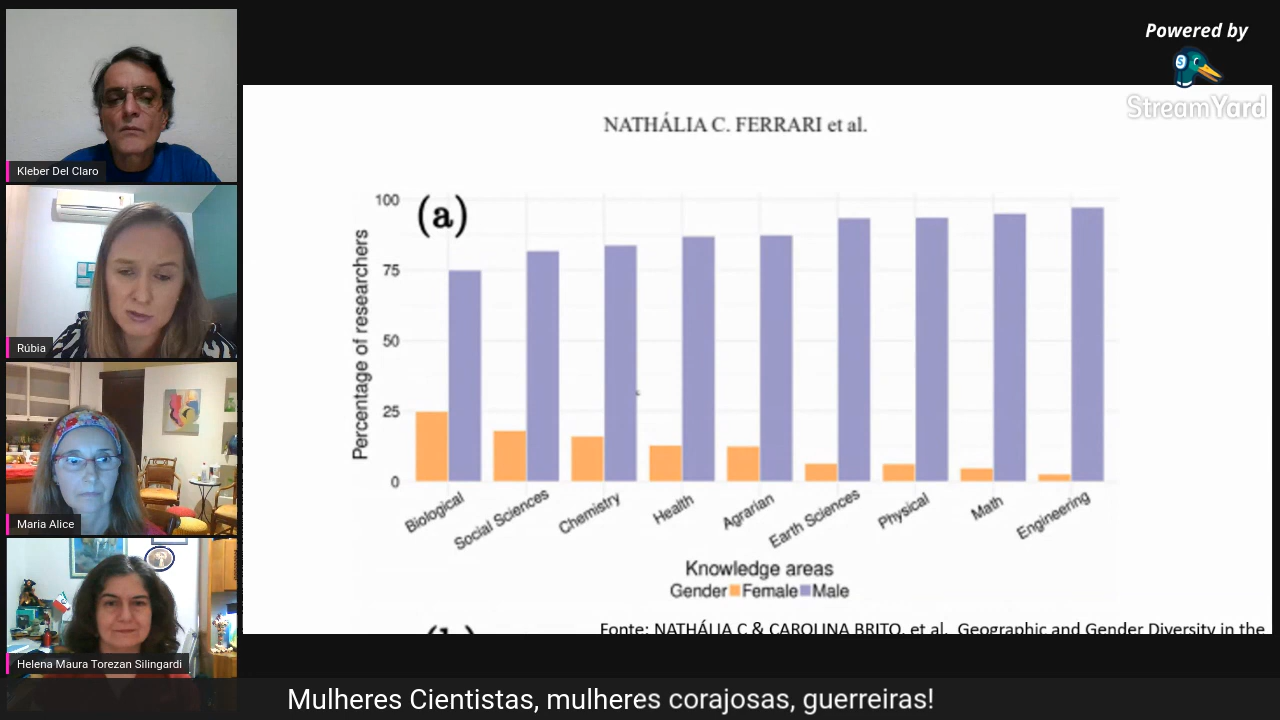 Powered by
StreamYard
Kleber Del Claro
Rúbia
Maria Alice
Helena Maura Torezan Silingardi
NATHÁLIA C. FERRARI et al.
(a)
Percentage of researchers
100
75
50
25
0
Biological
Social Sciences
Chemistry
Health
Agrarian
Earth Sciences
Physical
Math
Engineering
Knowledge areas
Gender Female Male
(b)
Fonte: NATHÁLIA C & CAROLINA BRITO, et al. Geographic and Gender Diversity in the
Mulheres Cientistas, mulheres corajosas, guerreiras!